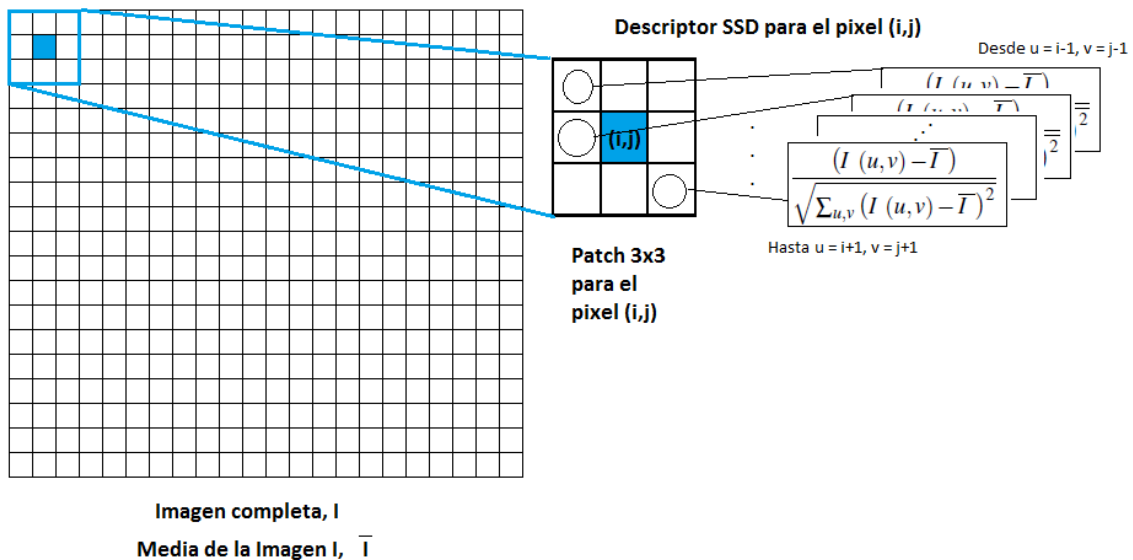 Descriptor SSD para el pixel (i,j)
Desde u = i-1, v = j-1
(i,j)
(I (u,v) − I̅)
(I (u,v) − I̅)
⋰
(I (u,v) − I̅)
√Σu,v (I (u,v) − I̅)²
Hasta u = i+1, v = j+1
Patch 3x3
para el
pixel (i,j)
Imagen completa, I
Media de la Imagen I, I̅